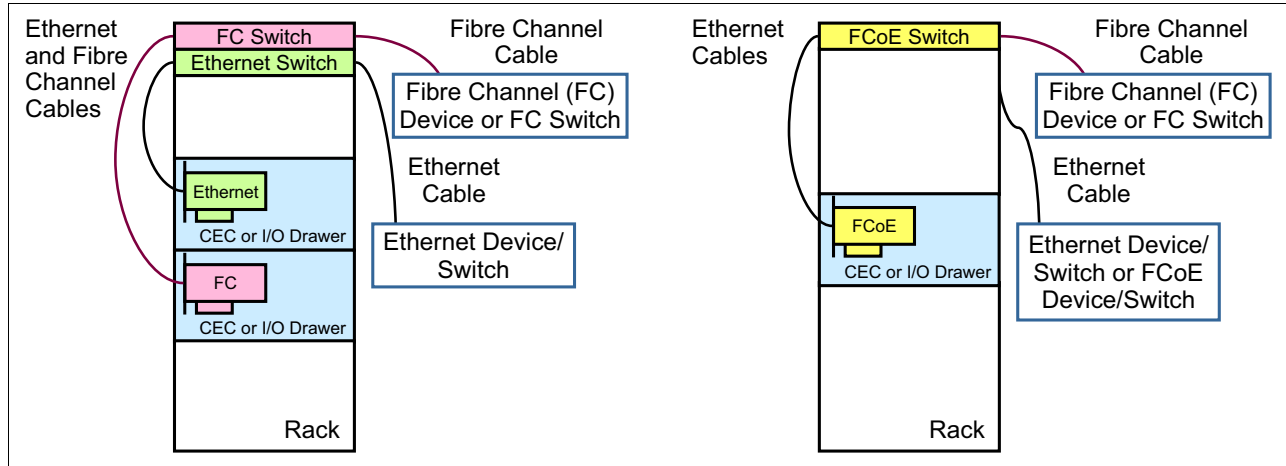 Ethernet
and Fibre
Channel
Cables
FC Switch
Ethernet Switch
Fibre Channel
Cable
Fibre Channel (FC)
Device or FC Switch
Ethernet
Cable
Ethernet Device/
Switch
Ethernet
CEC or I/O Drawer
FC
CEC or I/O Drawer
Rack
Ethernet
Cables
FCoE Switch
Fibre Channel
Cable
Fibre Channel (FC)
Device or FC Switch
Ethernet
Cable
Ethernet Device/
Switch or FCoE
Device/Switch
FCoE
CEC or I/O Drawer
Rack